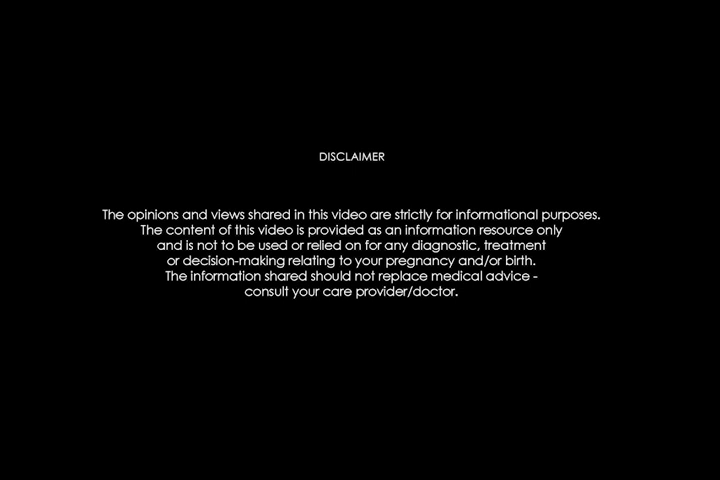 DISCLAIMER
The opinions and views shared in this video are strictly for informational purposes.
The content of this video is provided as an information resource only
and is not to be used or relied on for any diagnostic, treatment
or decision-making relating to your pregnancy and/or birth.
The information shared should not replace medical advice -
consult your care provider/doctor.